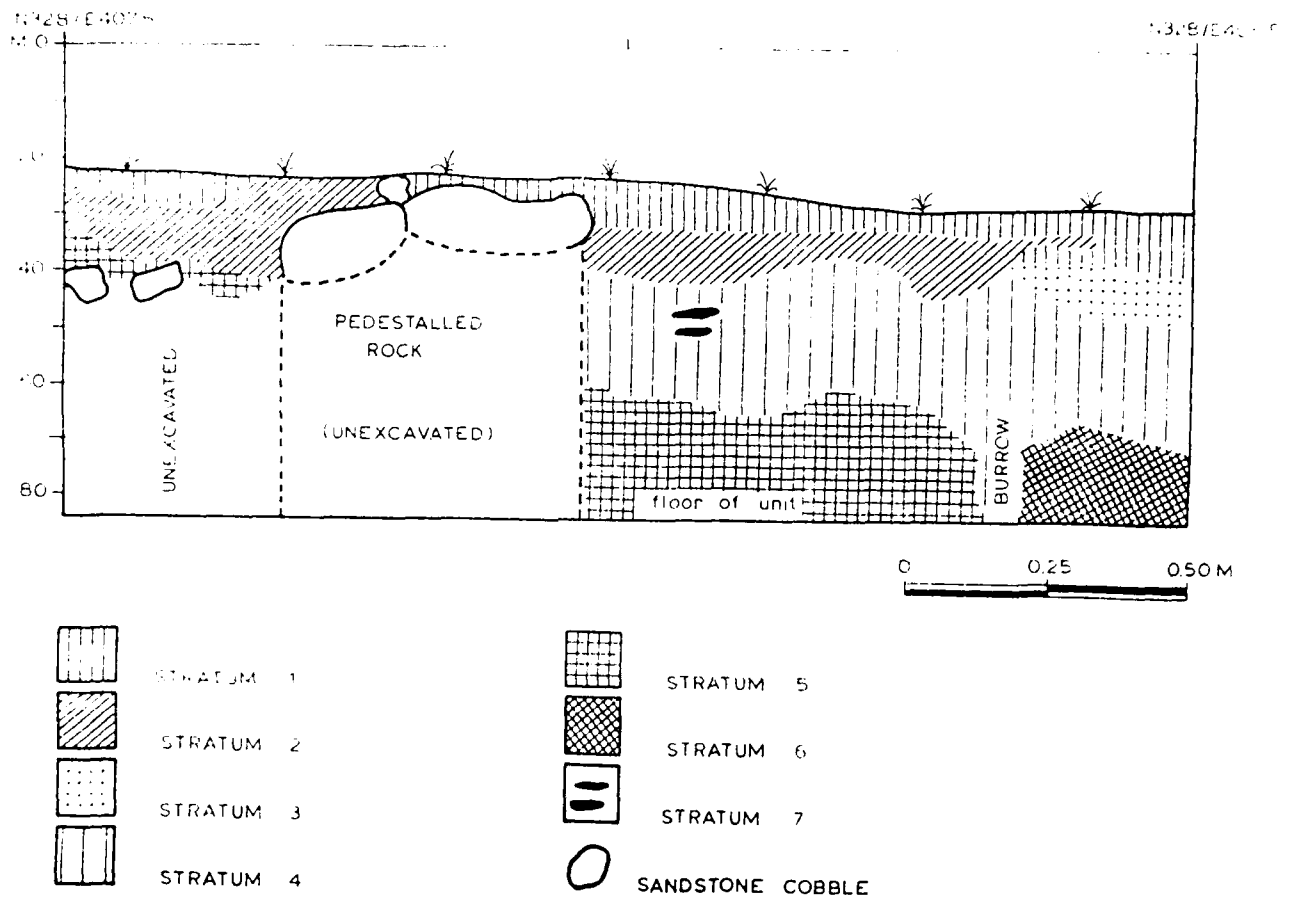 40
80
PEDESTALLED
ROCK
(UNEXCAVATED)
UNEXCAVATED
floor of unit
BURROW
0 0.25 0.50 M
STRATUM 1
STRATUM 2
STRATUM 3
STRATUM 4
STRATUM 5
STRATUM 6
STRATUM 7
SANDSTONE COBBLE